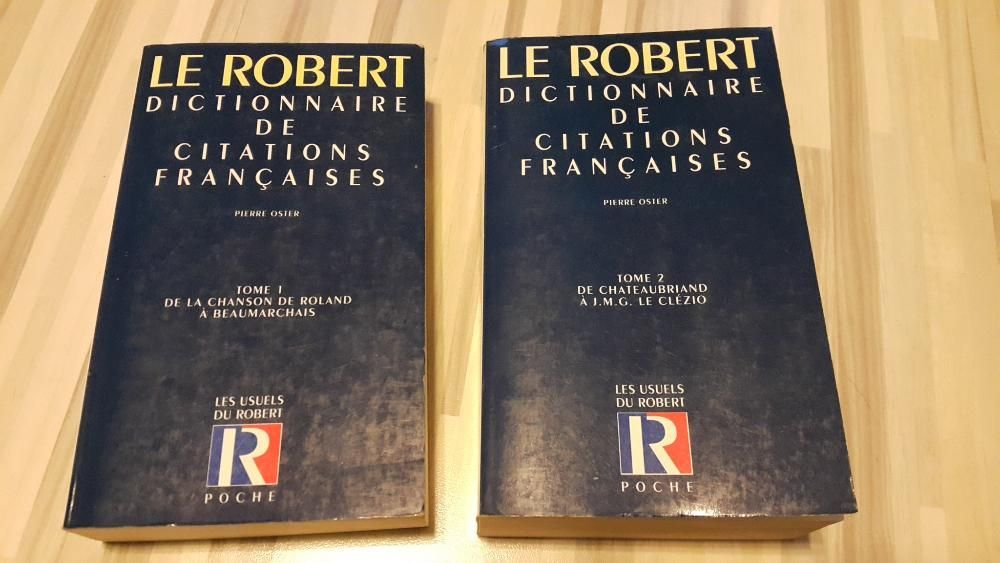 LE ROBERT
DICTIONNAIRE
DE
CITATIONS
FRANÇAISES
PIERRE OSTER
TOME 1
DE LA CHANSON DE ROLAND
À BEAUMARCHAIS
LES USUELS
DU ROBERT
R
POCHE
LE ROBERT
DICTIONNAIRE
DE
CITATIONS
FRANÇAISES
PIERRE OSTER
TOME 2
DE CHATEAUBRIAND
À J.M.G. LE CLÉZIO
LES USUELS
DU ROBERT
R
POCHE